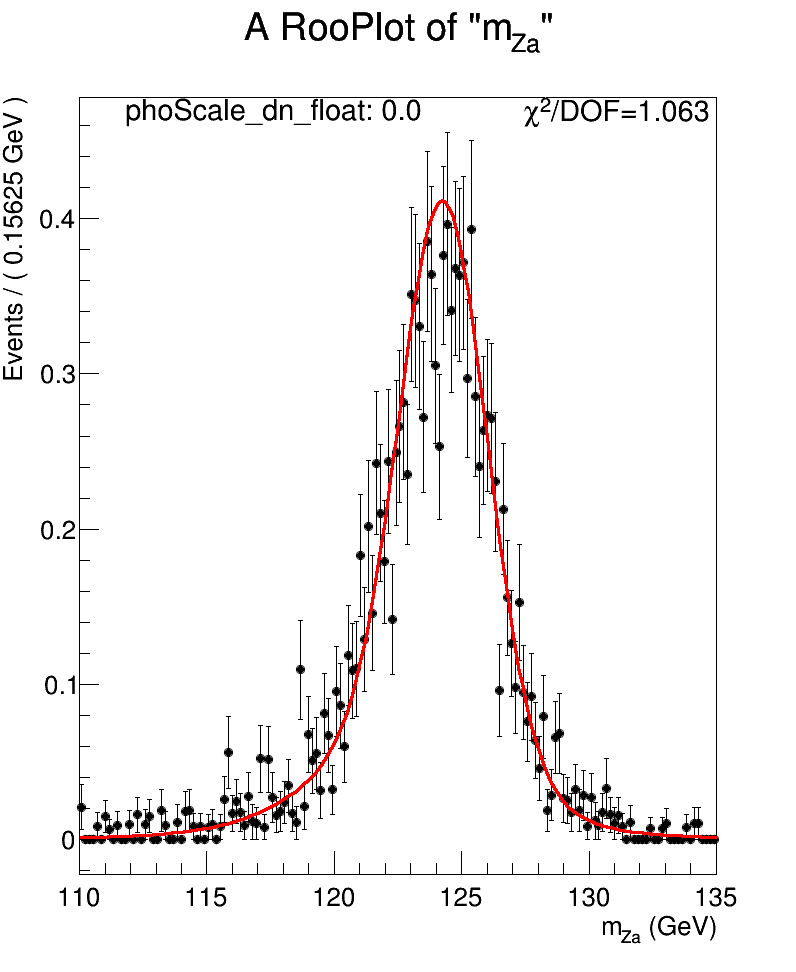 A RooPlot of "m_Za"
phoScale_dn_float: 0.0
χ²/DOF=1.063
Events / ( 0.15625 GeV )
0.4
0.3
0.2
0.1
0
110 115 120 125 130 135
m_Za (GeV)